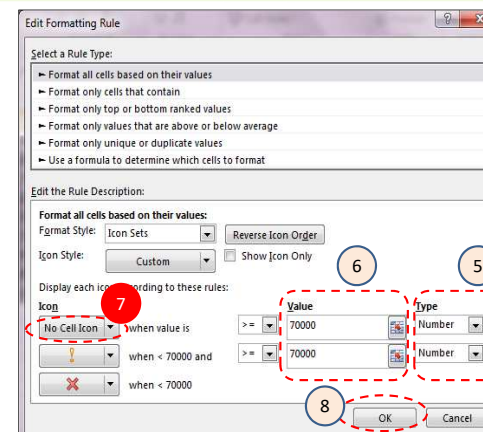 Edit Formatting Rule
Select a Rule Type:
► Format all cells based on their values
► Format only cells that contain
► Format only top or bottom ranked values
► Format only values that are above or below average
► Format only unique or duplicate values
► Use a formula to determine which cells to format
Edit the Rule Description:
Format all cells based on their values:
Format Style: Icon Sets Reverse Icon Order
Icon Style: Custom Show Icon Only
6 5
Display each according to these rules:
7
Icon Value Type
No Cell Icon when value is >= 70000 Number
when < 70000 and >= 70000 Number
when < 70000
8
OK Cancel